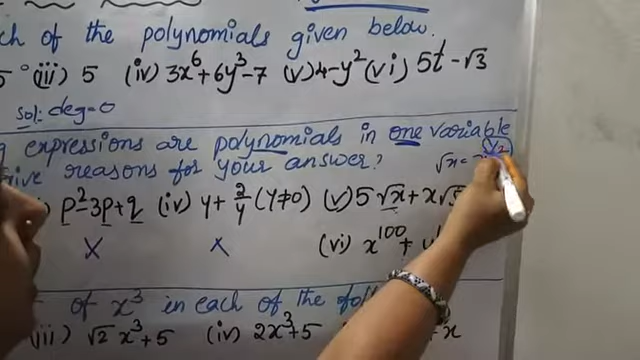 ch of the polynomials given below.
5 (iii) 5 (iv) 3x⁶+6y³-7 (v) 4-y² (vi) 5t-√3
Sol: deg=0
expressions are polynomials in one variable
ive reasons for your answer?
√x =
p²-3p+q (iv) y+2/y (y≠0) (v) 5√x+x√5
× × (vi) x¹⁰⁰+
of x³ in each of the
iii) √2 x³+5 (iv) 2x³+5 x